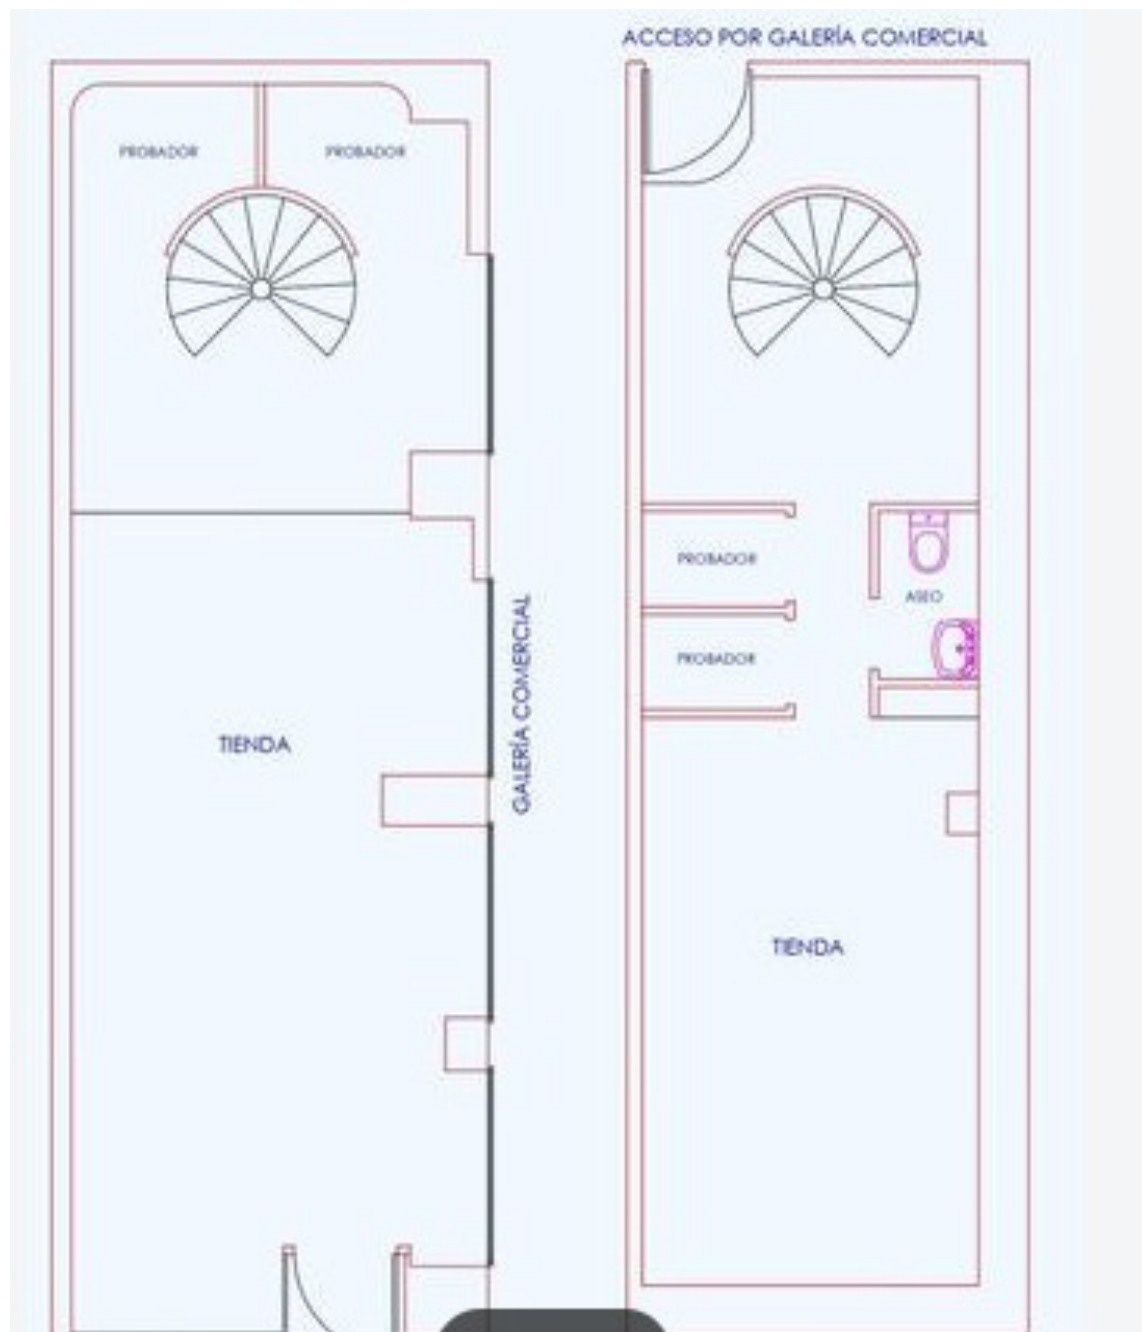 ACCESO POR GALERÍA COMERCIAL
PROBADOR
PROBADOR
TIENDA
GALERÍA COMERCIAL
PROBADOR
ASEO
PROBADOR
TIENDA